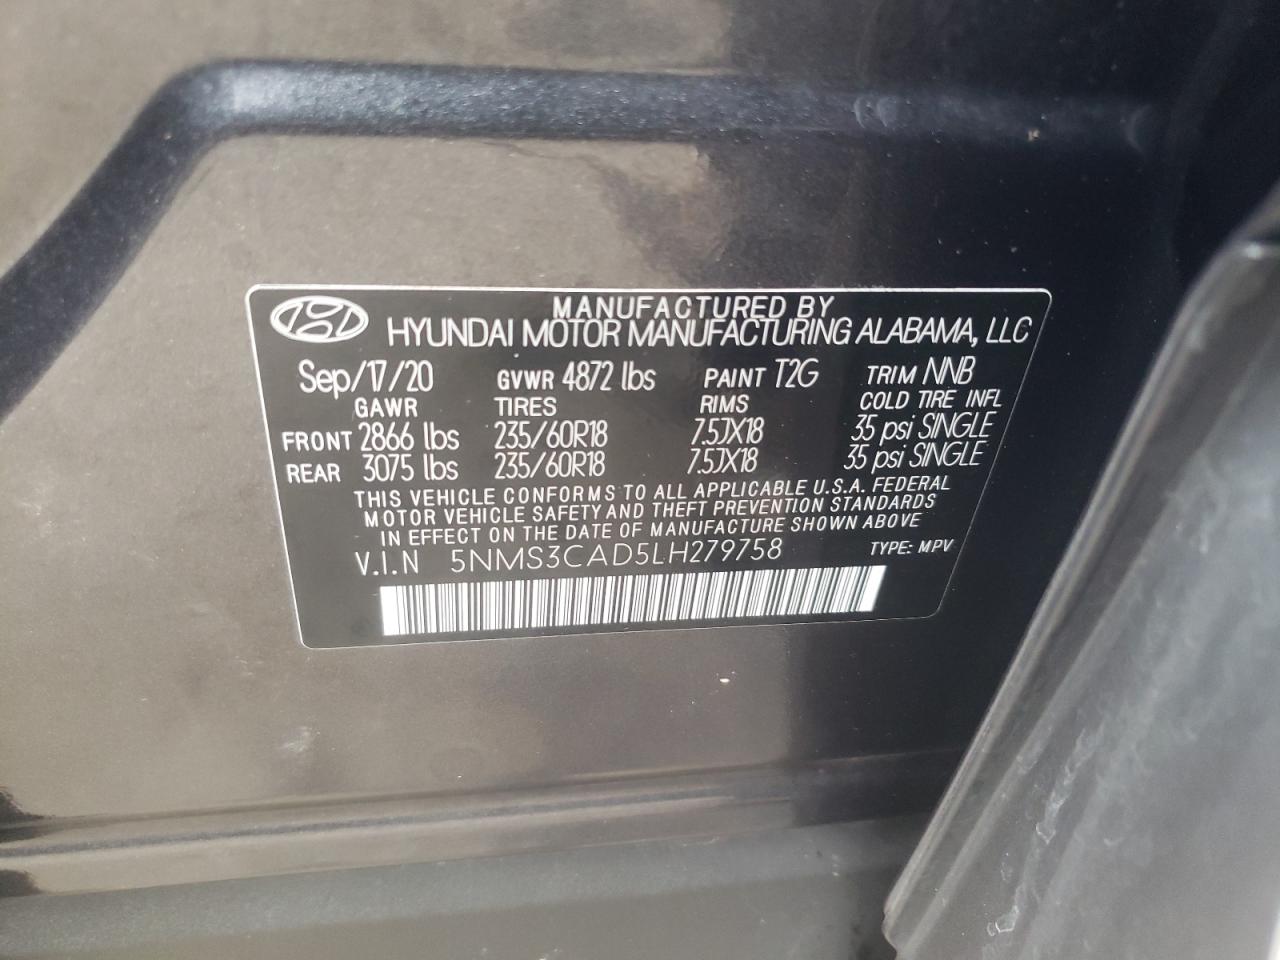 MANUFACTURED BY
HYUNDAI MOTOR MANUFACTURING ALABAMA, LLC
Sep/17/20 GVWR 4872 lbs PAINT T2G TRIM NNB
GAWR TIRES RIMS COLD TIRE INFL
FRONT 2866 lbs 235/60R18 7.5JX18 35 psi SINGLE
REAR 3075 lbs 235/60R18 7.5JX18 35 psi SINGLE
THIS VEHICLE CONFORMS TO ALL APPLICABLE U.S.A. FEDERAL
MOTOR VEHICLE SAFETY AND THEFT PREVENTION STANDARDS
IN EFFECT ON THE DATE OF MANUFACTURE SHOWN ABOVE
V.I.N 5NMS3CAD5LH279758 TYPE: MPV